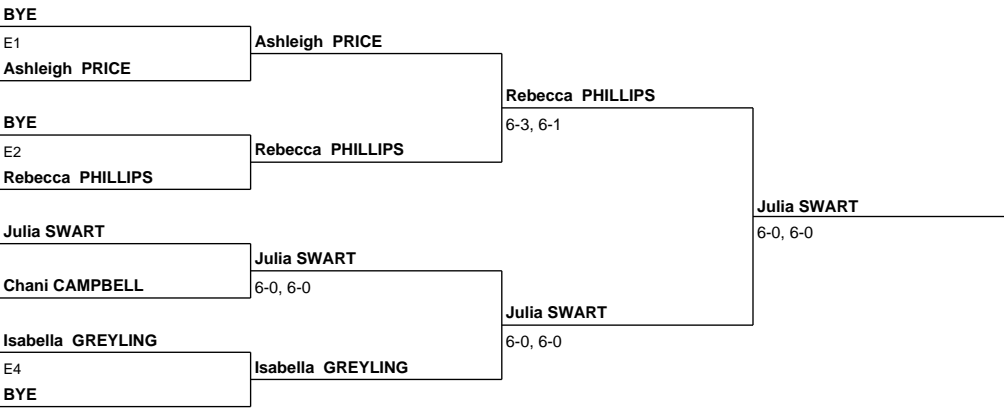 BYE
E1
Ashleigh PRICE
Ashleigh PRICE
Rebecca PHILLIPS
6-3, 6-1
BYE
E2
Rebecca PHILLIPS
Rebecca PHILLIPS
Julia SWART
6-0, 6-0
Julia SWART
Chani CAMPBELL
Julia SWART
6-0, 6-0
Julia SWART
6-0, 6-0
Isabella GREYLING
E4
BYE
Isabella GREYLING